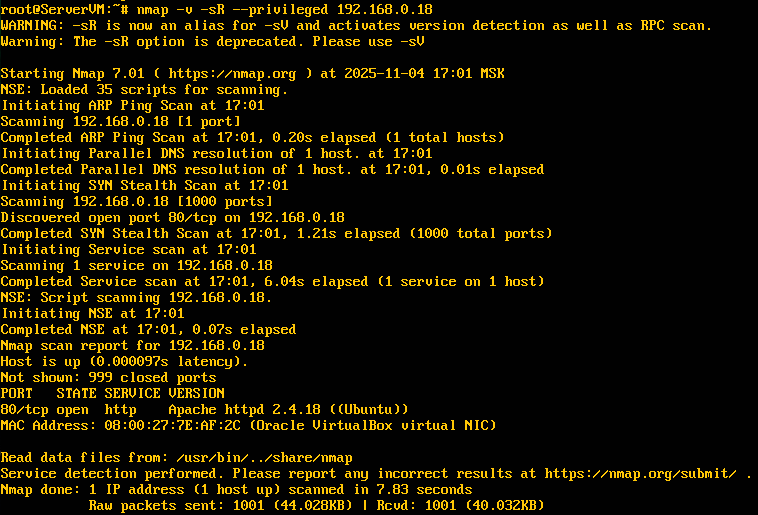 root@ServerVM:~# nmap -v -sR --privileged 192.168.0.18
WARNING: -sR is now an alias for -sV and activates version detection as well as RPC scan.
Warning: The -sR option is deprecated. Please use -sV

Starting Nmap 7.01 ( https://nmap.org ) at 2025-11-04 17:01 MSK
NSE: Loaded 35 scripts for scanning.
Initiating ARP Ping Scan at 17:01
Scanning 192.168.0.18 [1 port]
Completed ARP Ping Scan at 17:01, 0.20s elapsed (1 total hosts)
Initiating Parallel DNS resolution of 1 host. at 17:01
Completed Parallel DNS resolution of 1 host. at 17:01, 0.01s elapsed
Initiating SYN Stealth Scan at 17:01
Scanning 192.168.0.18 [1000 ports]
Discovered open port 80/tcp on 192.168.0.18
Completed SYN Stealth Scan at 17:01, 1.21s elapsed (1000 total ports)
Initiating Service scan at 17:01
Scanning 1 service on 192.168.0.18
Completed Service scan at 17:01, 6.04s elapsed (1 service on 1 host)
NSE: Script scanning 192.168.0.18.
Initiating NSE at 17:01
Completed NSE at 17:01, 0.07s elapsed
Nmap scan report for 192.168.0.18
Host is up (0.000097s latency).
Not shown: 999 closed ports
PORT   STATE SERVICE VERSION
80/tcp open  http    Apache httpd 2.4.18 ((Ubuntu))
MAC Address: 08:00:27:7E:AF:2C (Oracle VirtualBox virtual NIC)

Read data files from: /usr/bin/../share/nmap
Service detection performed. Please report any incorrect results at https://nmap.org/submit/ .
Nmap done: 1 IP address (1 host up) scanned in 7.83 seconds
           Raw packets sent: 1001 (44.028KB) | Rcvd: 1001 (40.032KB)